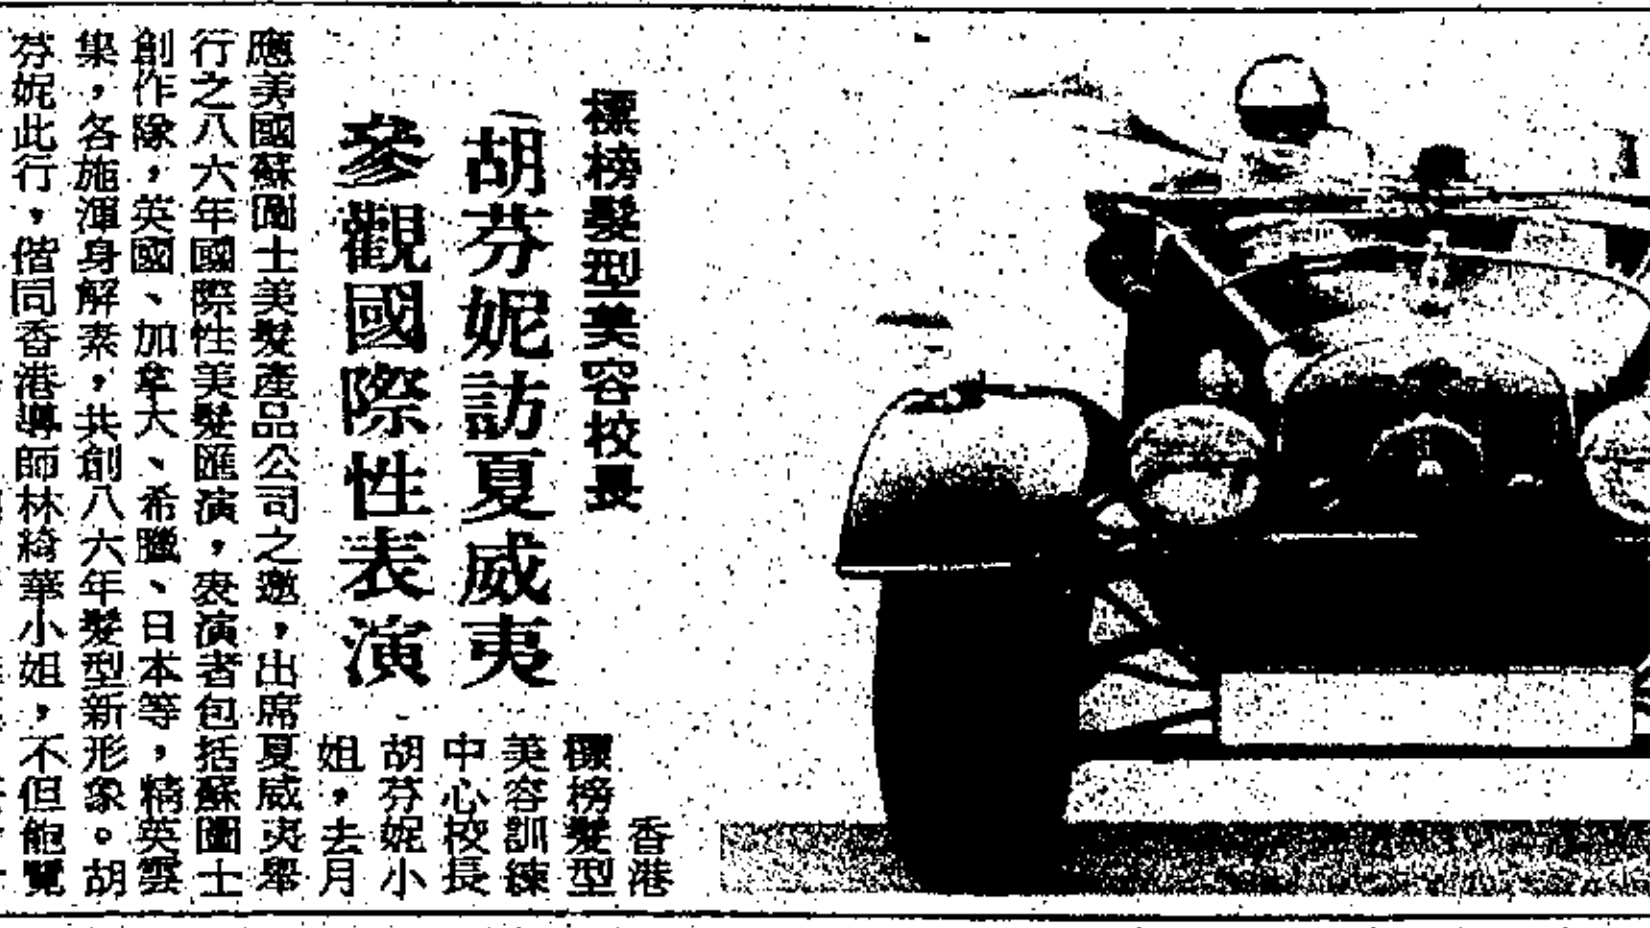 標榜髮型美容校長
胡芬妮訪夏威夷
參觀國際性表演
香港
標榜髮型
美容訓練
中心校長
胡芬妮小
姐，去月
應美國蘇圖士美髮產品公司之邀，出席夏威夷舉
行之八六年國際性美髮匯演，表演者包括蘇圖士
創作隊，英國、加拿大、希臘、日本等，精英雲
集，各施渾身解素，共創八六年髮型新形象。胡
芬妮此行，偕同香港導師林綺華小姐，不但飽覽